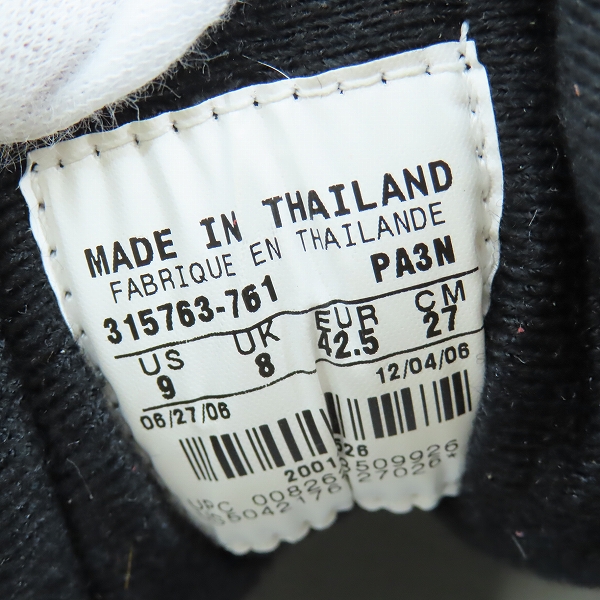 MADE IN THAILAND
FABRIQUE EN THAILANDE
315763-761 PA3N
US UK EUR CM
9 8 42.5 27
06/27/06 12/04/06
UPC